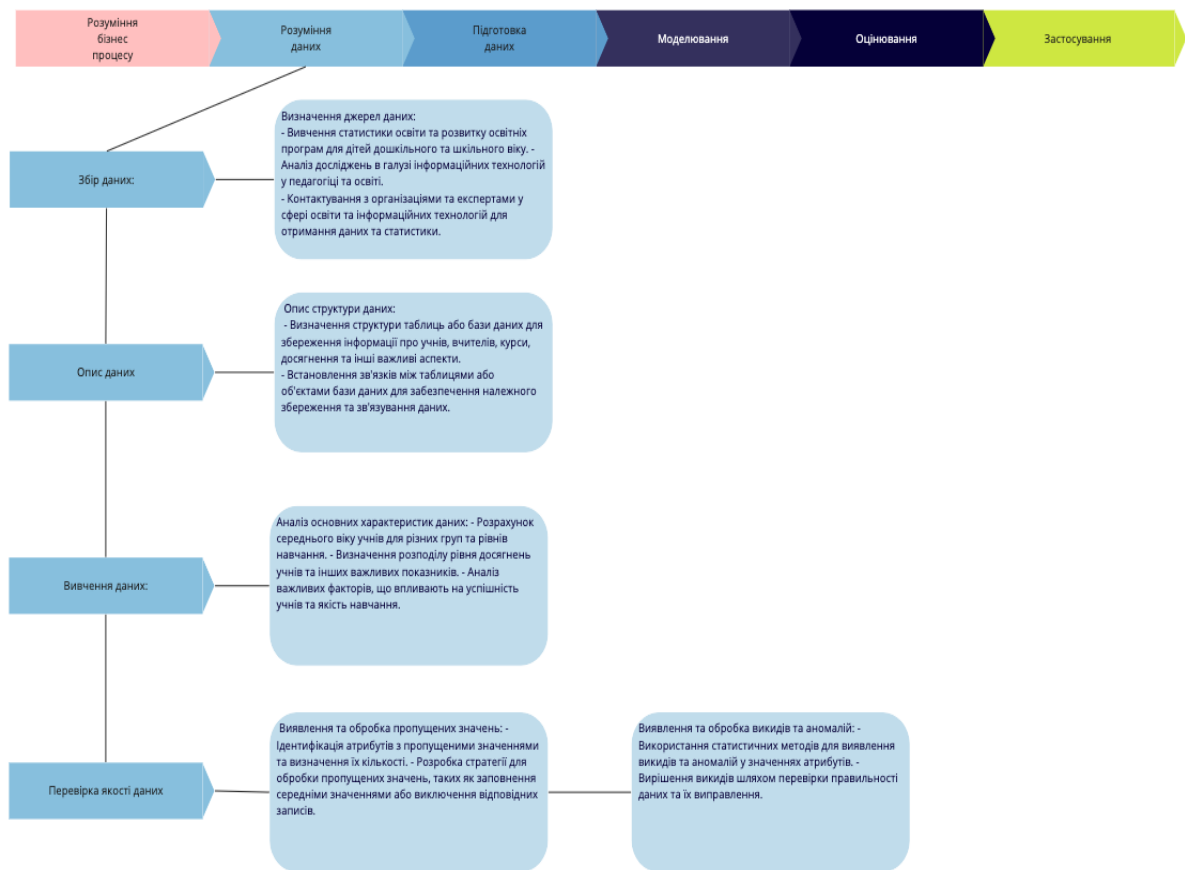 Розуміння
бізнес
процесу
Розуміння
даних
Підготовка
даних
Моделювання
Оцінювання
Застосування
Збір даних:
Визначення джерел даних:
- Вивчення статистики освіти та розвитку освітніх
програм для дітей дошкільного та шкільного віку. -
Аналіз досліджень в галузі інформаційних технологій
у педагогіці та освіті.
- Контактування з організаціями та експертами у
сфері освіти та інформаційних технологій для
отримання даних та статистики.
Опис даних
Опис структури даних:
- Визначення структури таблиць або бази даних для
збереження інформації про учнів, вчителів, курси,
досягнення та інші важливі аспекти.
- Встановлення зв'язків між таблицями або
об'єктами бази даних для забезпечення належного
збереження та зв'язування даних.
Вивчення даних:
Аналіз основних характеристик даних: - Розрахунок
середнього віку учнів для різних груп та рівнів
навчання. - Визначення розподілу рівня досягнень
учнів та інших важливих показників. - Аналіз
важливих факторів, що впливають на успішність
учнів та якість навчання.
Перевірка якості даних
Виявлення та обробка пропущених значень: -
Ідентифікація атрибутів з пропущеними значеннями
та визначення їх кількості. - Розробка стратегії для
обробки пропущених значень, таких як заповнення
середніми значеннями або виключення відповідних
записів.
Виявлення та обробка викидів та аномалій: -
Використання статистичних методів для виявлення
викидів та аномалій у значеннях атрибутів. -
Вирішення викидів шляхом перевірки правильності
даних та їх виправлення.